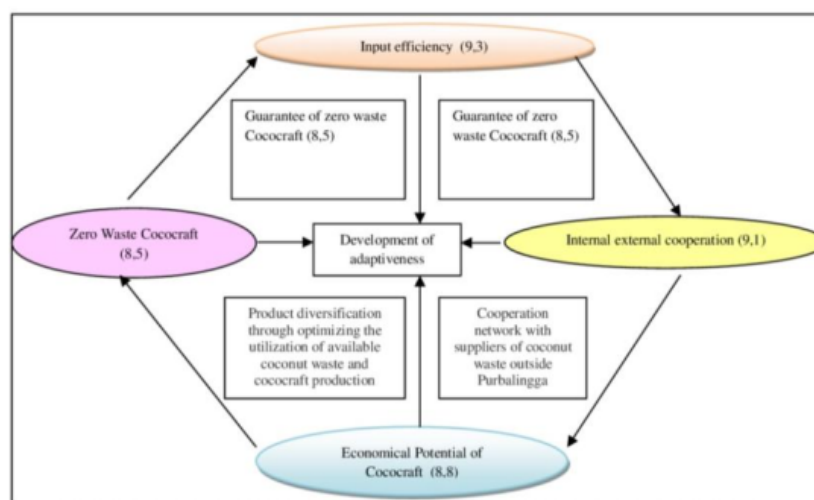 Input efficiency (9,3)
Guarantee of zero waste
Cococraft (8,5)
Guarantee of zero
waste Cococraft (8,5)
Zero Waste Cococraft
(8,5)
Development of
adaptiveness
Internal external cooperation (9,1)
Product diversification
through optimizing the
utilization of available
coconut waste and
cococraft production
Cooperation
network with
suppliers of coconut
waste outside
Purbalingga
Economical Potential of
Cococraft (8,8)